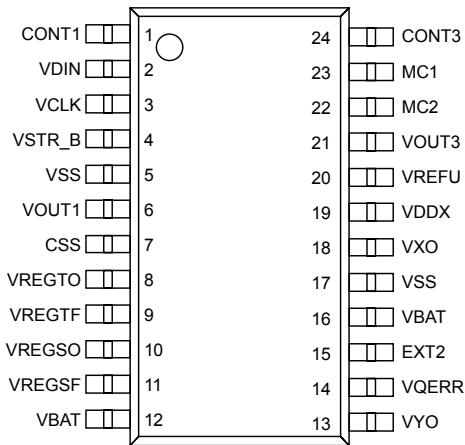 CONT1 1 24 CONT3
VDIN 2 23 MC1
VCLK 3 22 MC2
VSTR_B 4 21 VOUT3
VSS 5 20 VREFU
VOUT1 6 19 VDDX
CSS 7 18 VXO
VREGTO 8 17 VSS
VREGTF 9 16 VBAT
VREGSO 10 15 EXT2
VREGSF 11 14 VQERR
VBAT 12 13 VYO